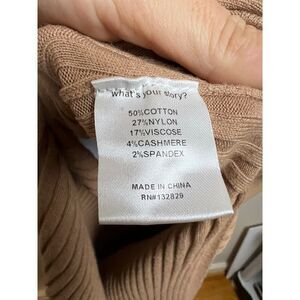 what's your story?
50%COTTON
27%NYLON
17%VISCOSE
4%CASHMERE
2%SPANDEX
MADE IN CHINA
RN#132829